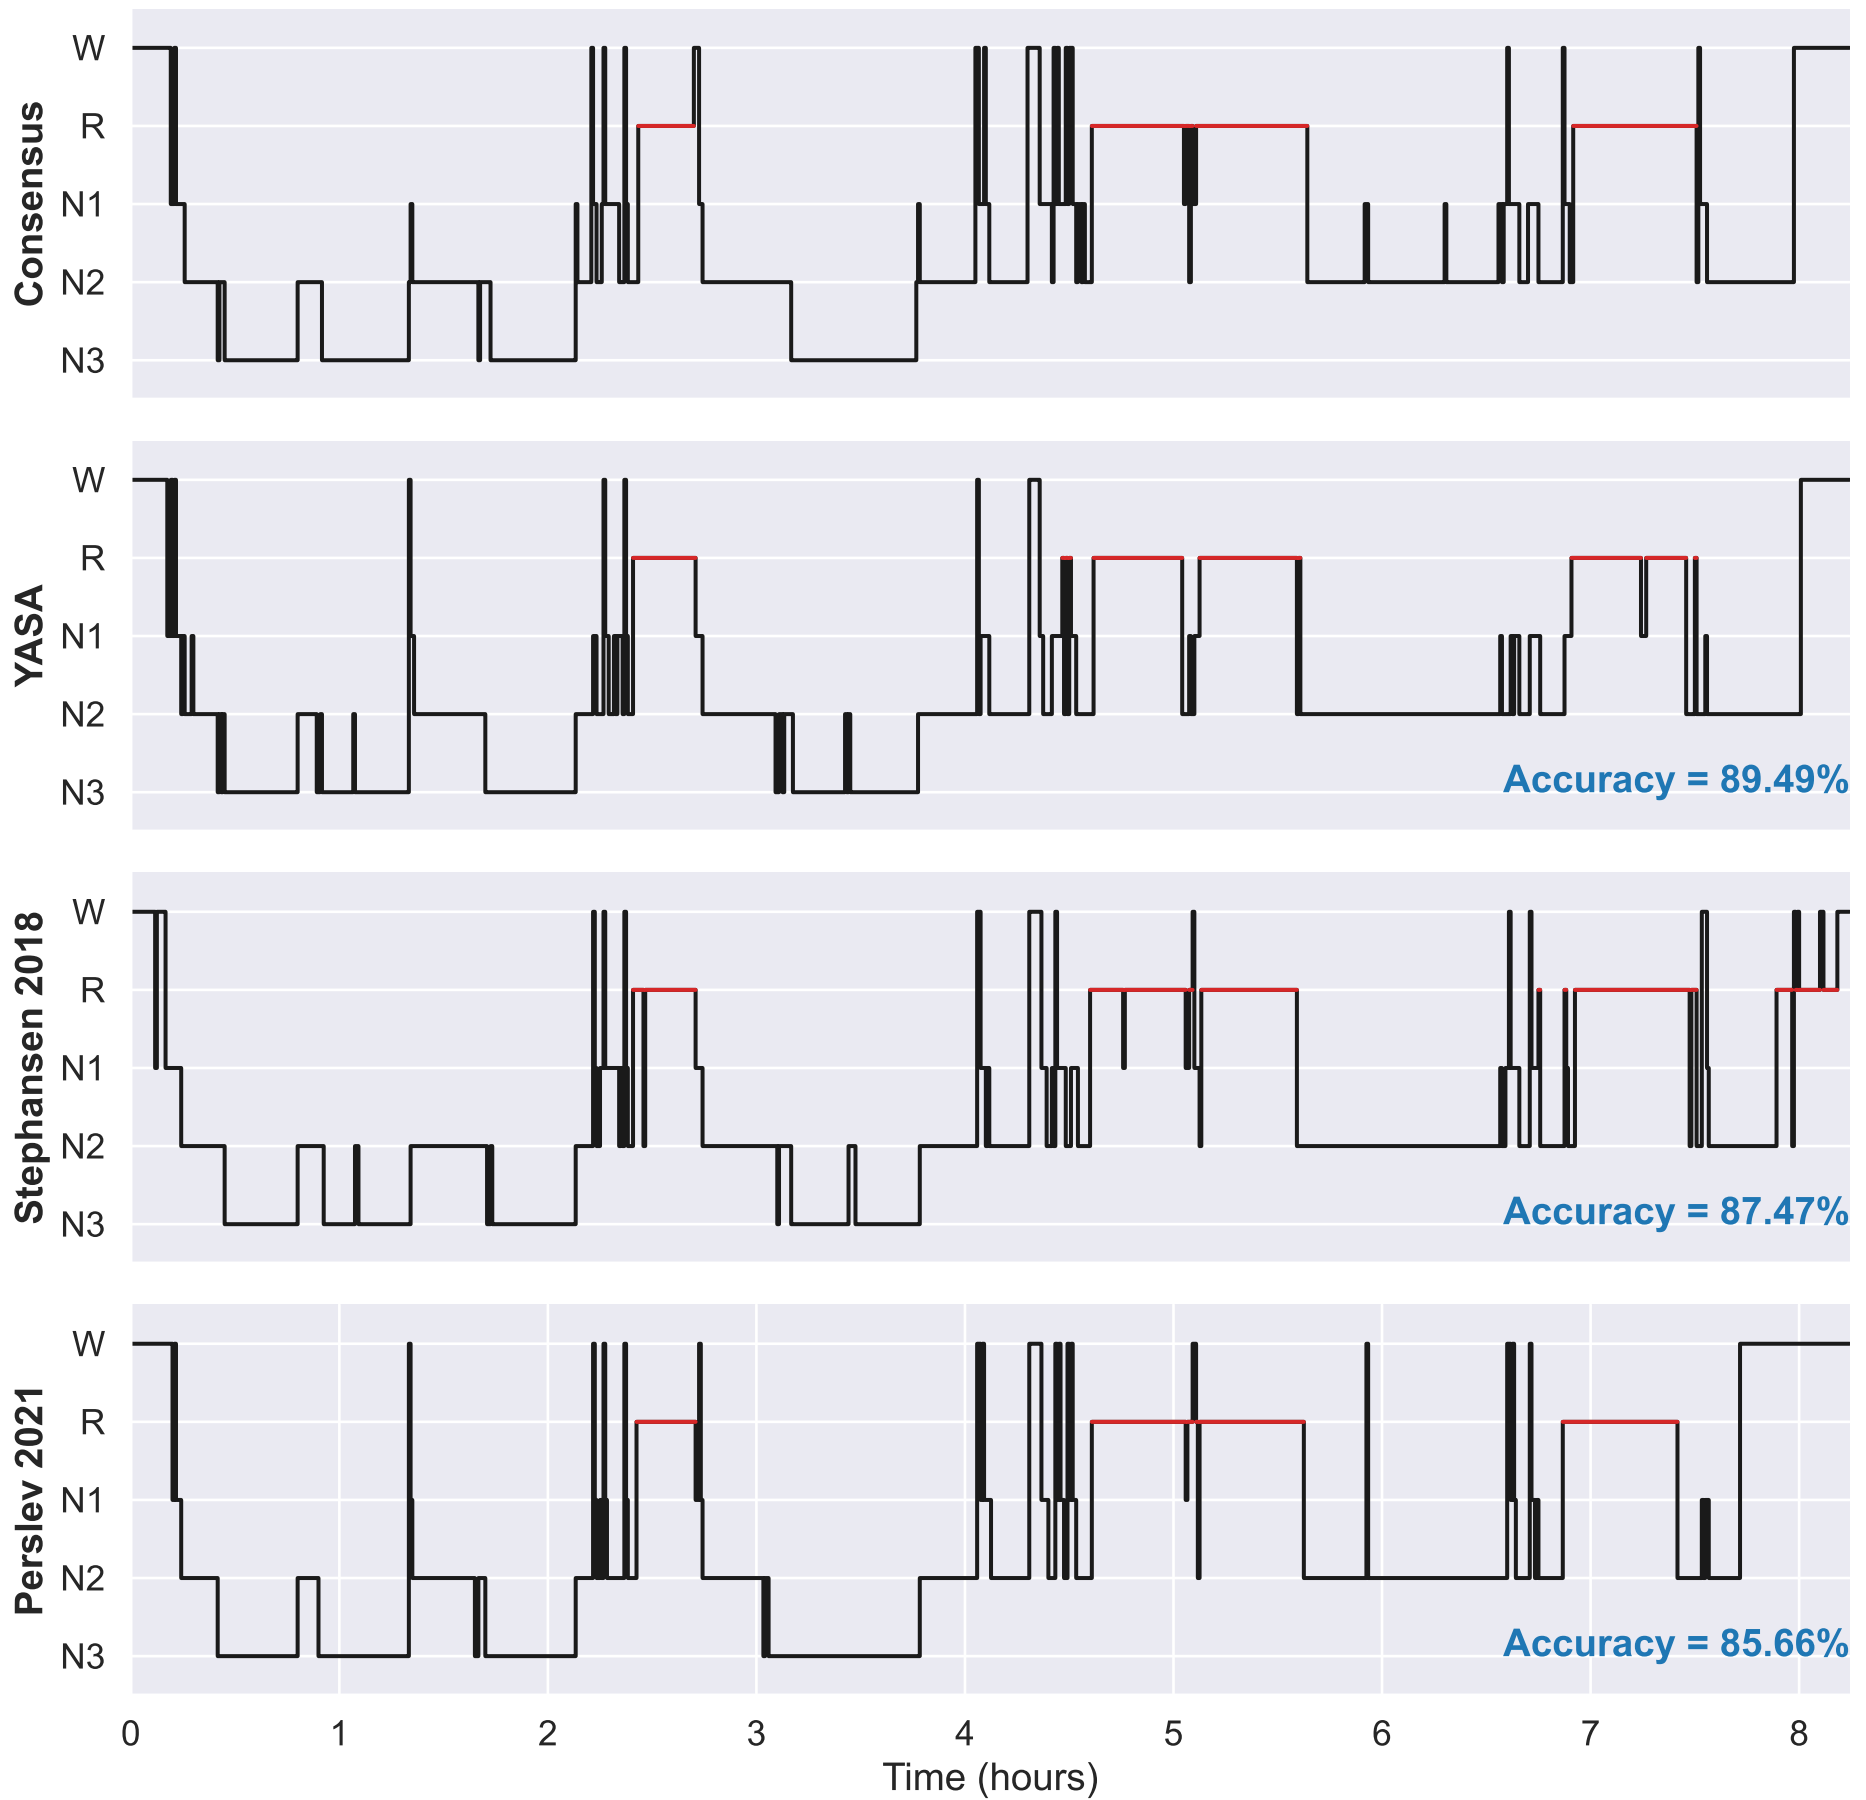 Consensus
W
R
N1
N2
N3
YASA
W
R
N1
N2
N3
Accuracy = 89.49%
Stephansen 2018
W
R
N1
N2
N3
Accuracy = 87.47%
Perslev 2021
W
R
N1
N2
N3
Accuracy = 85.66%
0 1 2 3 4 5 6 7 8
Time (hours)